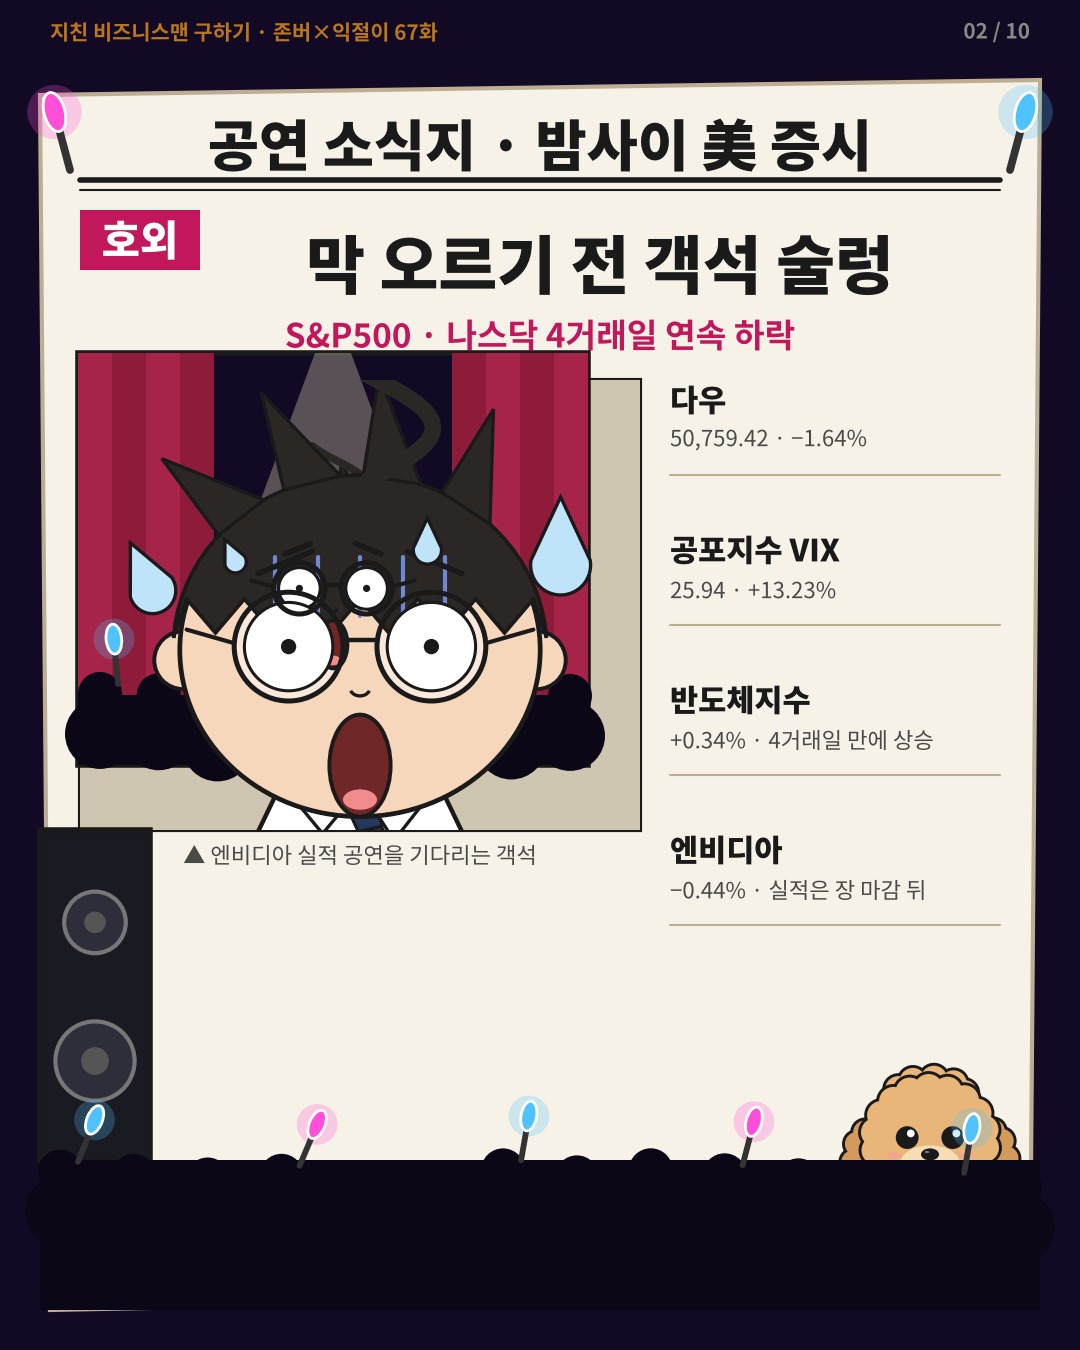 지친 비즈니스맨 구하기 · 존버×익절이 67화
02 / 10
공연 소식지 · 밤사이 美 증시
호외
막 오르기 전 객석 술렁
S&P500 · 나스닥 4거래일 연속 하락
다우
50,759.42 · −1.64%
공포지수 VIX
25.94 · +13.23%
반도체지수
+0.34% · 4거래일 만에 상승
엔비디아
−0.44% · 실적은 장 마감 뒤
▲ 엔비디아 실적 공연을 기다리는 객석